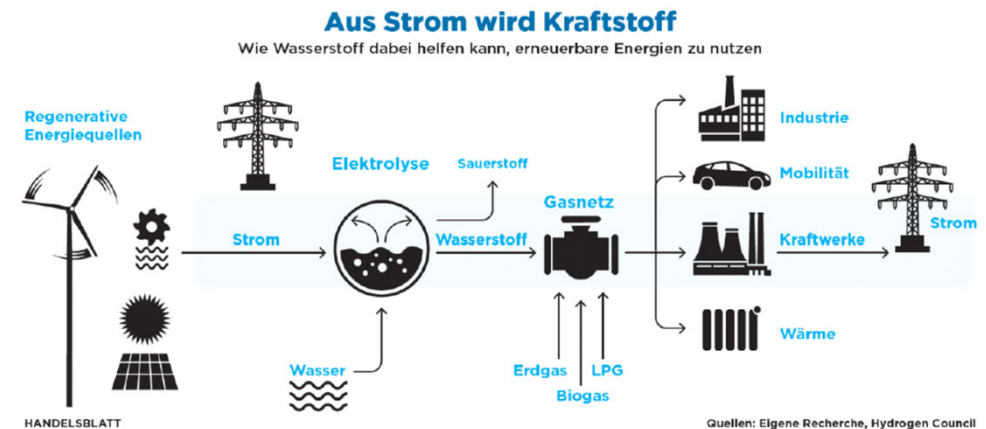 Aus Strom wird Kraftstoff
Wie Wasserstoff dabei helfen kann, erneuerbare Energien zu nutzen
Regenerative
Energiequellen
Strom
Elektrolyse
Sauerstoff
Wasserstoff
Wasser
Gasnetz
Erdgas
LPG
Biogas
Industrie
Mobilität
Kraftwerke
Strom
Wärme
HANDELSBLATT
Quellen: Eigene Recherche, Hydrogen Council